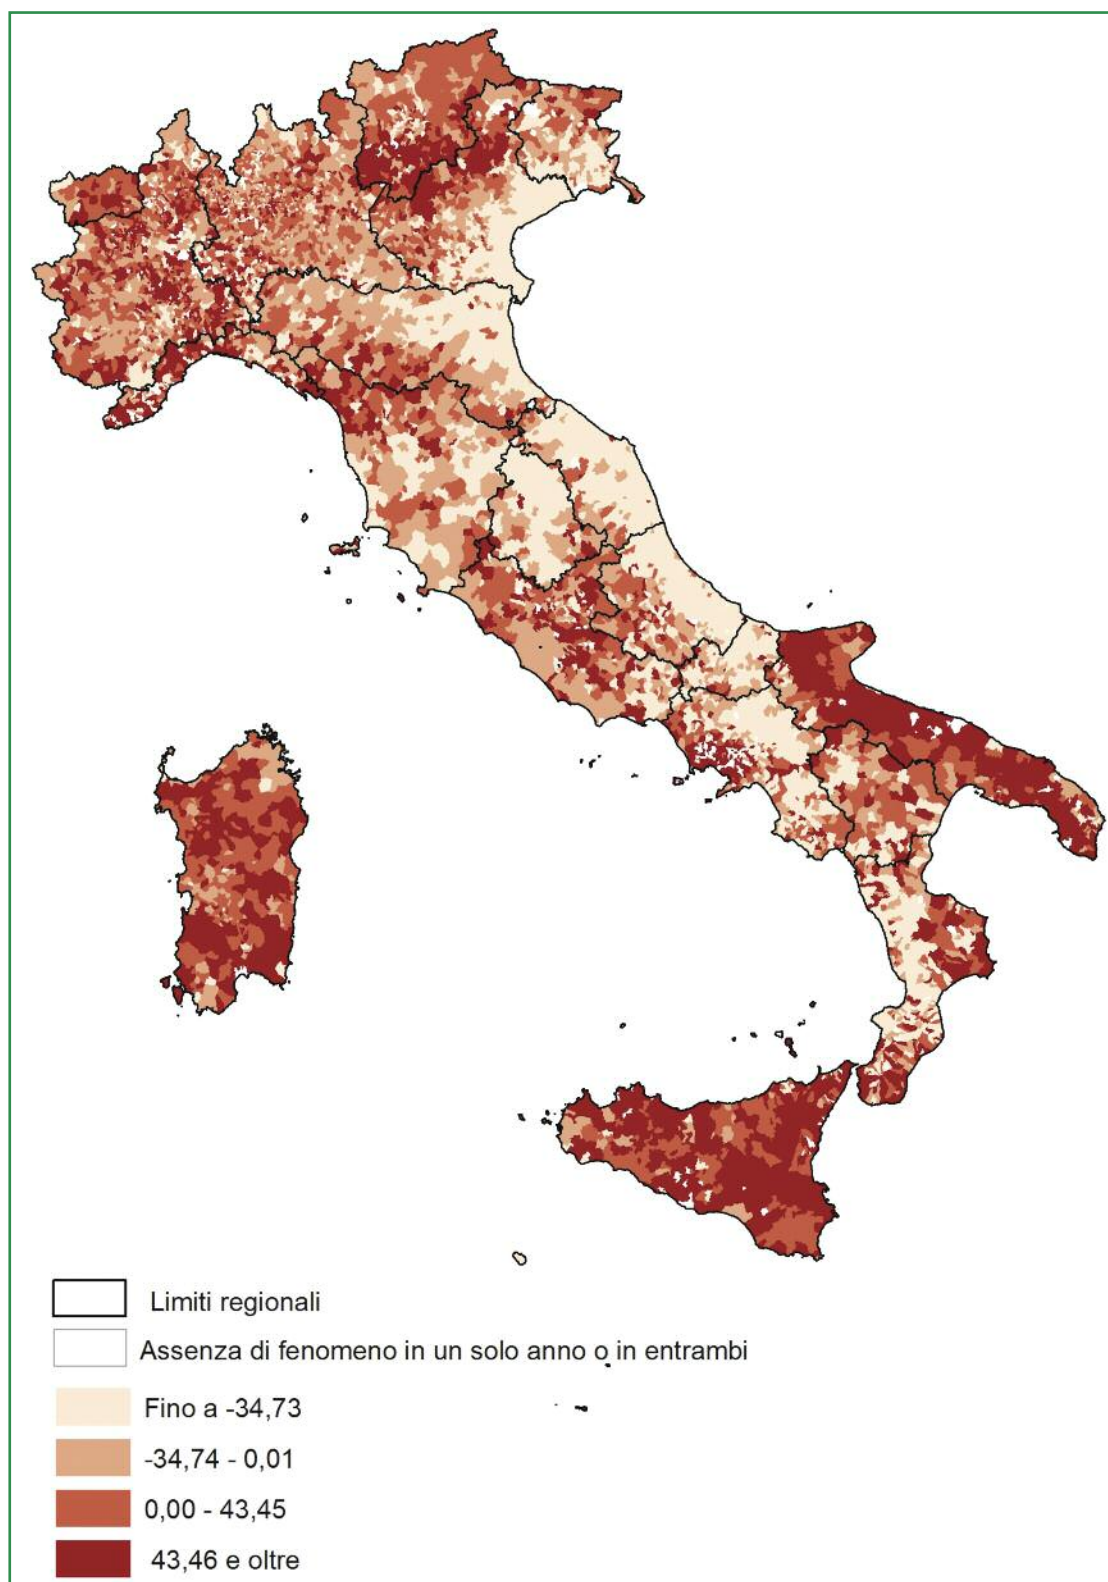 Limiti regionali
Assenza di fenomeno in un solo anno o in entrambi
Fino a -34,73
-34,74 - 0,01
0,00 - 43,45
43,46 e oltre